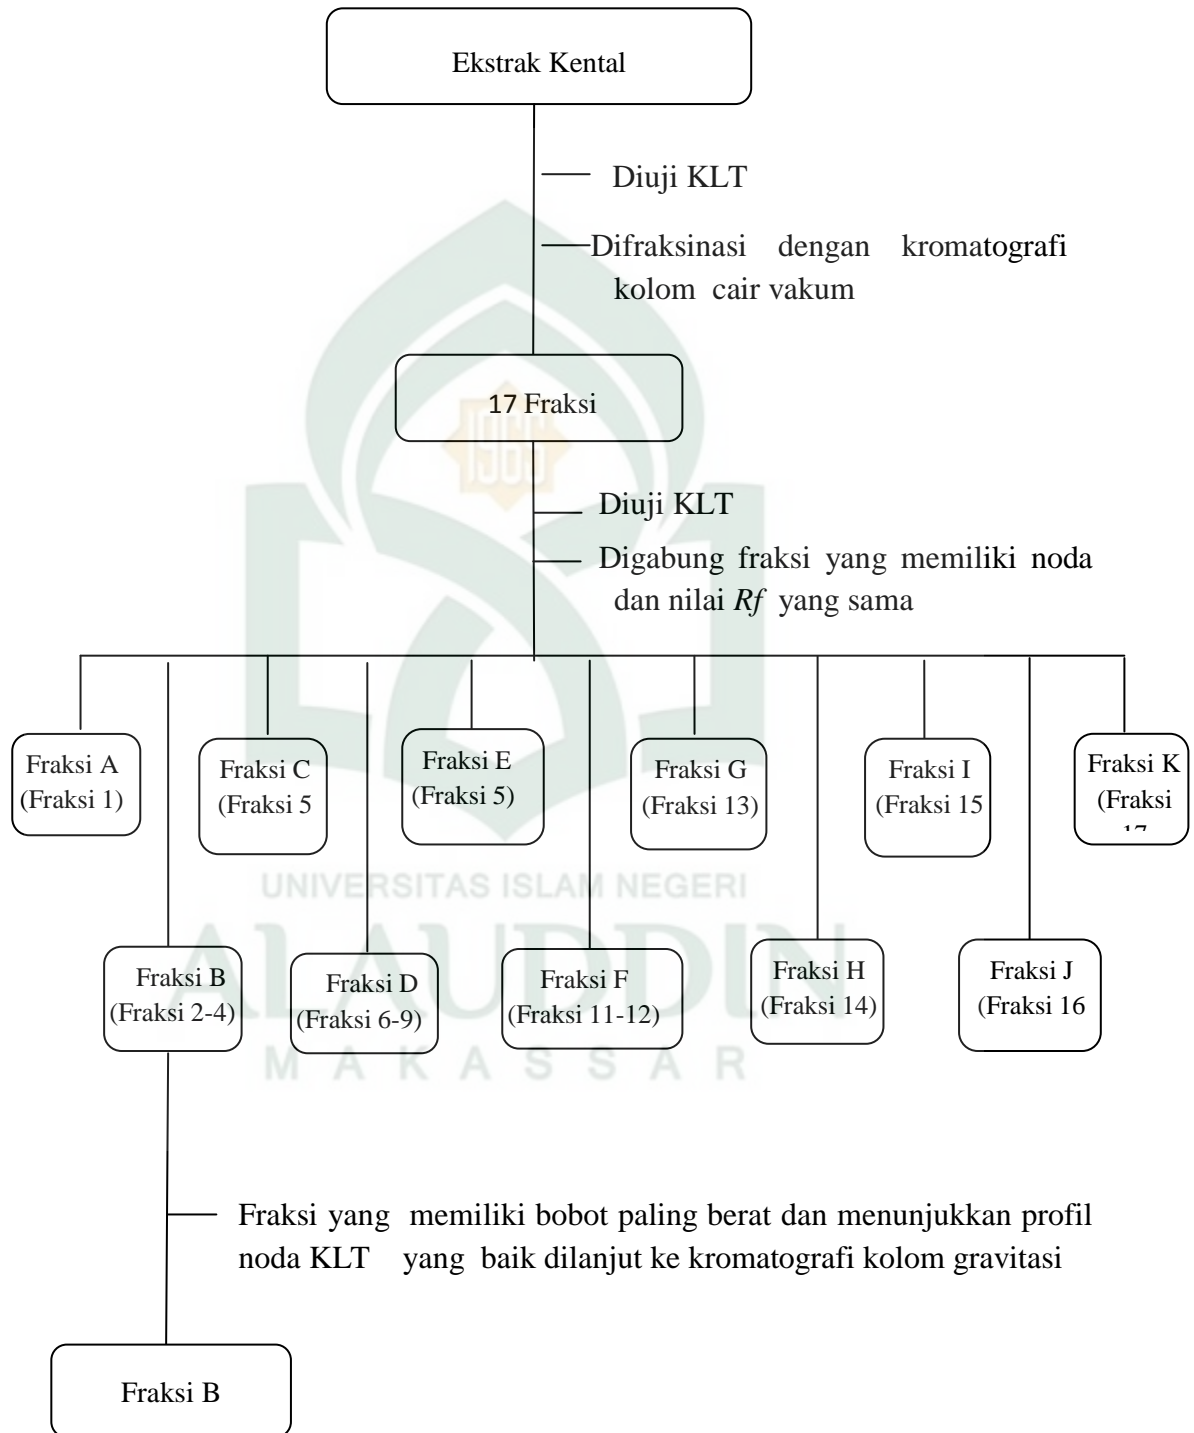 Ekstrak Kental
Diuji KLT
Difraksinasi dengan kromatografi
kolom cair vakum
17 Fraksi
1965
Diuji KLT
Digabung fraksi yang memiliki noda
dan nilai Rf yang sama
Fraksi A
(Fraksi 1)
Fraksi C
(Fraksi 5
Fraksi E
(Fraksi 5)
Fraksi G
(Fraksi 13)
Fraksi I
(Fraksi 15
Fraksi K
(Fraksi
17
UNIVERSITAS ISLAM NEGERI
ALAUDDIN
MAKASSAR
Fraksi B
(Fraksi 2-4)
Fraksi D
(Fraksi 6-9)
Fraksi F
(Fraksi 11-12)
Fraksi H
(Fraksi 14)
Fraksi J
(Fraksi 16
Fraksi yang memiliki bobot paling berat dan menunjukkan profil
noda KLT yang baik dilanjut ke kromatografi kolom gravitasi
Fraksi B